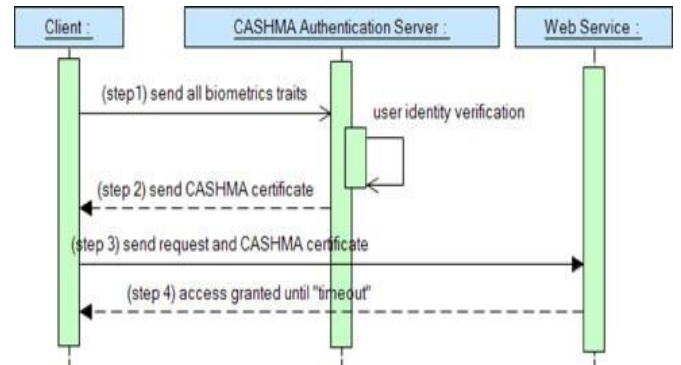 Client :
CASHMA Authentication Server :
Web Service :
(step1) send all biometrics traits
user identity verification
(step 2) send CASHMA certificate
(step 3) send request and CASHMA certificate
(step 4) access granted until "timeout"